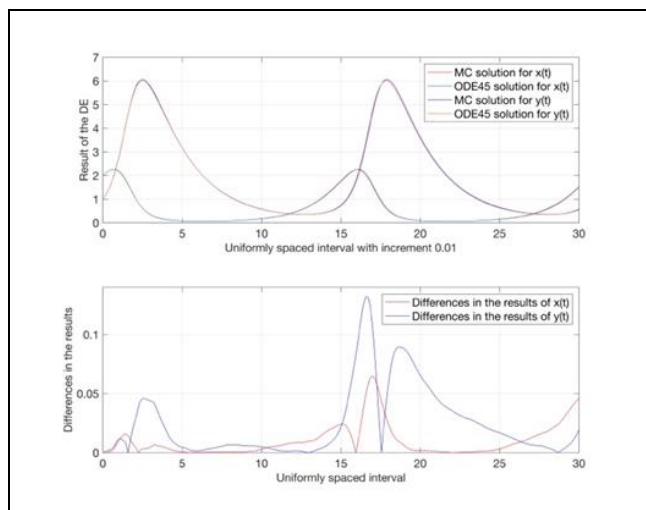 7
6
5
4
3
2
1
0
Result of the DE
MC solution for x(t)
ODE45 solution for x(t)
MC solution for y(t)
ODE45 solution for y(t)
0 5 10 15 20 25 30
Uniformly spaced interval with increment 0.01
0.1
0.05
0
Differences in the results
Differences in the results of x(t)
Differences in the results of y(t)
0 5 10 15 20 25 30
Uniformly spaced interval